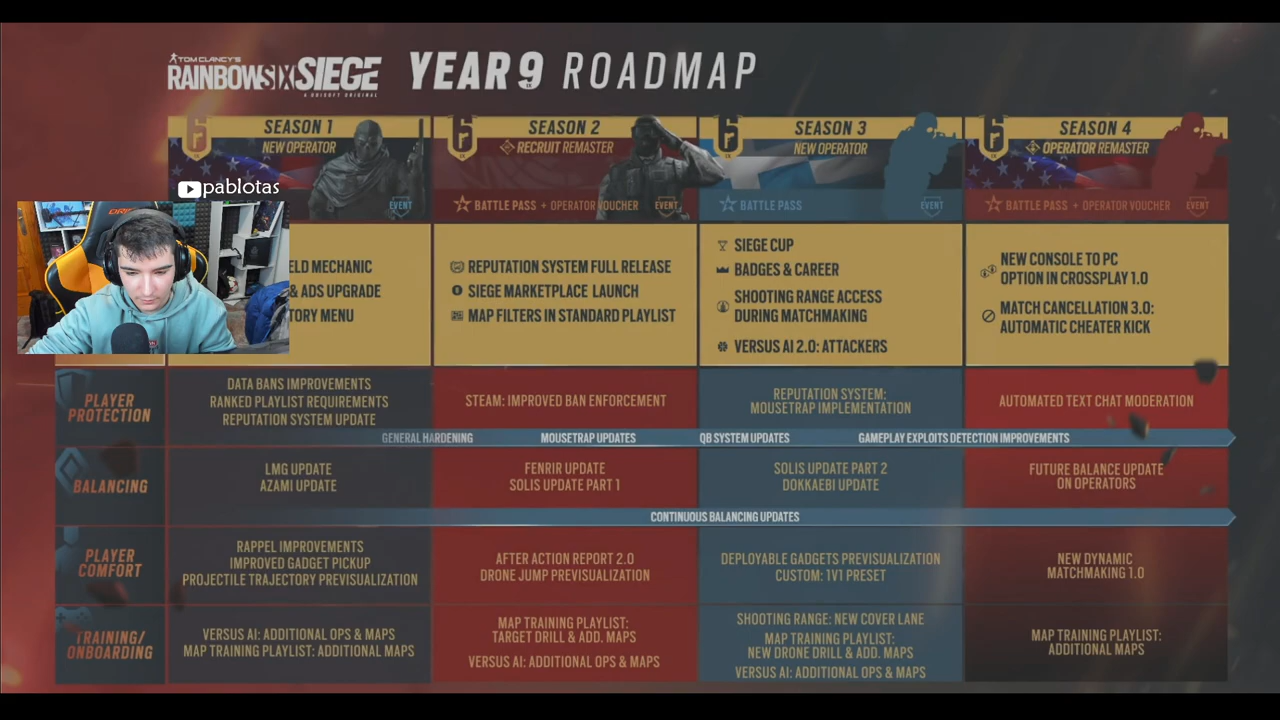 TOM CLANCY'S
RAINBOWSIXSIEGE
A UBISOFT ORIGINAL
YEAR9 ROADMAP
SEASON 1
NEW OPERATOR
EVENT
SEASON 2
RECRUIT REMASTER
BATTLE PASS + OPERATOR VOUCHER
EVENT
SEASON 3
NEW OPERATOR
BATTLE PASS
EVENT
SEASON 4
OPERATOR REMASTER
BATTLE PASS + OPERATOR VOUCHER
EVENT
pablotas
ELD MECHANIC
& ADS UPGRADE
TORY MENU
REPUTATION SYSTEM FULL RELEASE
SIEGE MARKETPLACE LAUNCH
MAP FILTERS IN STANDARD PLAYLIST
SIEGE CUP
BADGES & CAREER
SHOOTING RANGE ACCESS
DURING MATCHMAKING
VERSUS AI 2.0: ATTACKERS
NEW CONSOLE TO PC
OPTION IN CROSSPLAY 1.0
MATCH CANCELLATION 3.0:
AUTOMATIC CHEATER KICK
PLAYER
PROTECTION
DATA BANS IMPROVEMENTS
RANKED PLAYLIST REQUIREMENTS
REPUTATION SYSTEM UPDATE
STEAM: IMPROVED BAN ENFORCEMENT
REPUTATION SYSTEM:
MOUSETRAP IMPLEMENTATION
AUTOMATED TEXT CHAT MODERATION
GENERAL HARDENING
MOUSETRAP UPDATES
QB SYSTEM UPDATES
GAMEPLAY EXPLOITS DETECTION IMPROVEMENTS
BALANCING
LMG UPDATE
AZAMI UPDATE
FENRIR UPDATE
SOLIS UPDATE PART 1
SOLIS UPDATE PART 2
DOKKAEBI UPDATE
FUTURE BALANCE UPDATE
ON OPERATORS
CONTINUOUS BALANCING UPDATES
PLAYER
COMFORT
RAPPEL IMPROVEMENTS
IMPROVED GADGET PICKUP
PROJECTILE TRAJECTORY PREVISUALIZATION
AFTER ACTION REPORT 2.0
DRONE JUMP PREVISUALIZATION
DEPLOYABLE GADGETS PREVISUALIZATION
CUSTOM: 1V1 PRESET
NEW DYNAMIC
MATCHMAKING 1.0
TRAINING/
ONBOARDING
VERSUS AI: ADDITIONAL OPS & MAPS
MAP TRAINING PLAYLIST: ADDITIONAL MAPS
MAP TRAINING PLAYLIST:
TARGET DRILL & ADD. MAPS
VERSUS AI: ADDITIONAL OPS & MAPS
SHOOTING RANGE: NEW COVER LANE
MAP TRAINING PLAYLIST:
NEW DRONE DRILL & ADD. MAPS
VERSUS AI: ADDITIONAL OPS & MAPS
MAP TRAINING PLAYLIST:
ADDITIONAL MAPS